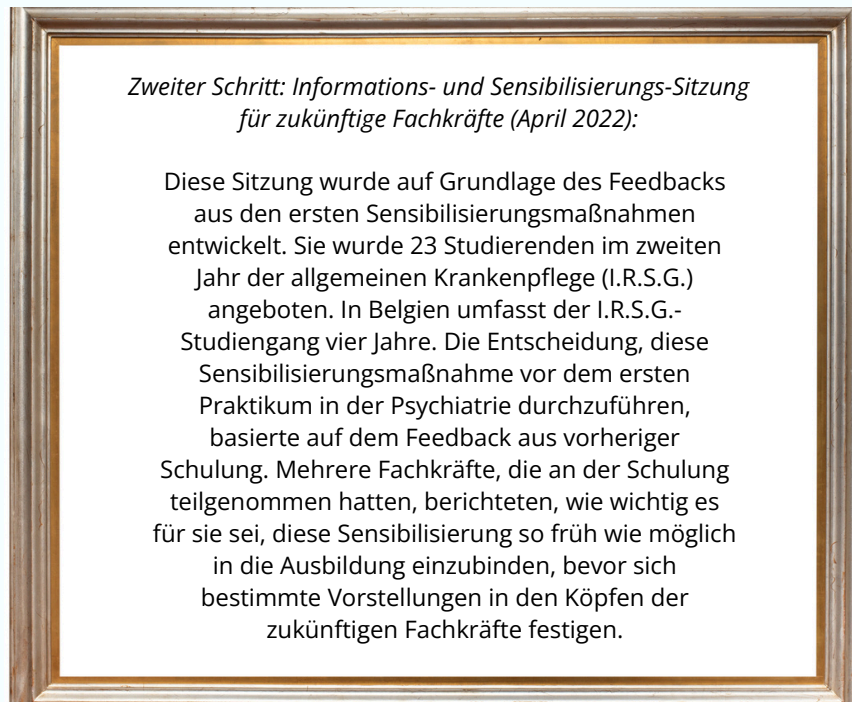 Zweiter Schritt: Informations- und Sensibilisierungs-Sitzung
für zukünftige Fachkräfte (April 2022):
Diese Sitzung wurde auf Grundlage des Feedbacks
aus den ersten Sensibilisierungsmaßnahmen
entwickelt. Sie wurde 23 Studierenden im zweiten
Jahr der allgemeinen Krankenpflege (I.R.S.G.)
angeboten. In Belgien umfasst der I.R.S.G.-
Studiengang vier Jahre. Die Entscheidung, diese
Sensibilisierungsmaßnahme vor dem ersten
Praktikum in der Psychiatrie durchzuführen,
basierte auf dem Feedback aus vorheriger
Schulung. Mehrere Fachkräfte, die an der Schulung
teilgenommen hatten, berichteten, wie wichtig es
für sie sei, diese Sensibilisierung so früh wie möglich
in die Ausbildung einzubinden, bevor sich
bestimmte Vorstellungen in den Köpfen der
zukünftigen Fachkräfte festigen.